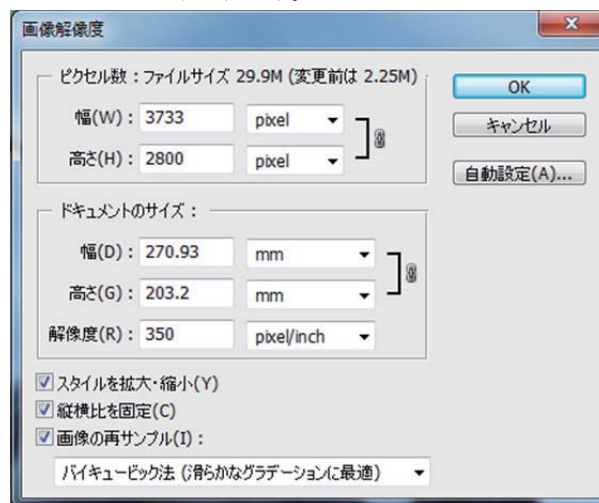 画像解像度
ピクセル数：ファイルサイズ 29.9M (変更前は 2.25M)
幅(W)： 3733 pixel
高さ(H)： 2800 pixel
OK
キャンセル
自動設定(A)...
ドキュメントのサイズ：
幅(D)： 270.93 mm
高さ(G)： 203.2 mm
解像度(R)： 350 pixel/inch
スタイルを拡大・縮小(Y)
縦横比を固定(C)
画像の再サンプル(I)：
バイキュービック法 (滑らかなグラデーションに最適)